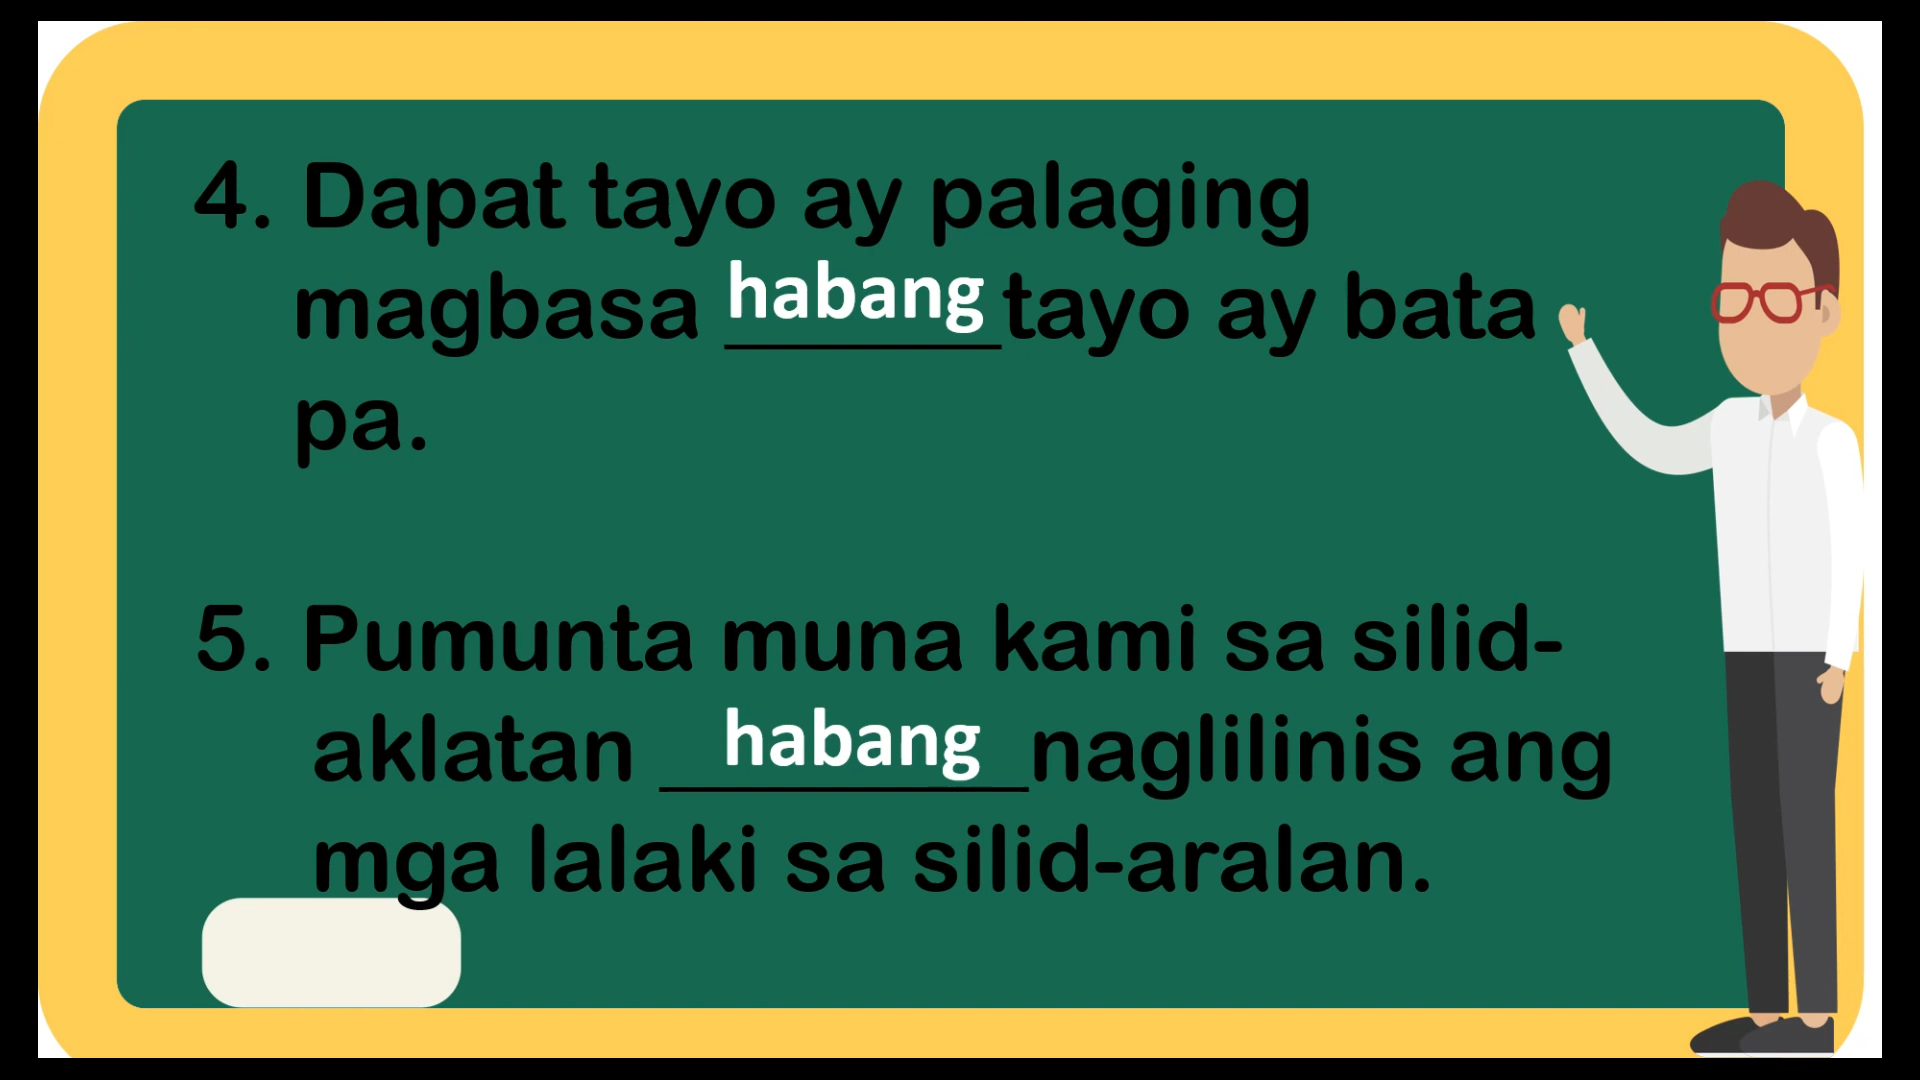 4. Dapat tayo ay palaging
magbasa habang tayo ay bata
pa.
5. Pumunta muna kami sa silid-
aklatan habang naglilinis ang
mga lalaki sa silid-aralan.